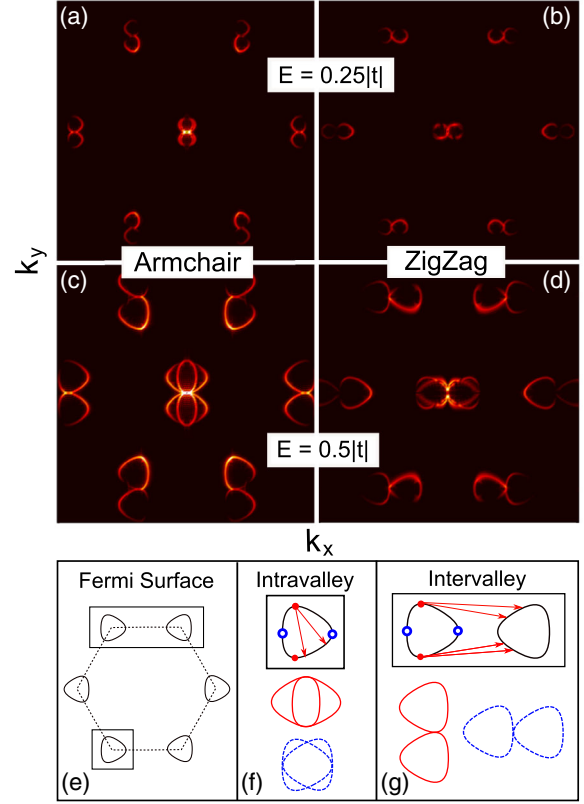 (a)
(b)
E = 0.25|t|
k_y
Armchair
ZigZag
(c)
(d)
E = 0.5|t|
k_x
Fermi Surface
Intravalley
Intervalley
(e)
(f)
(g)